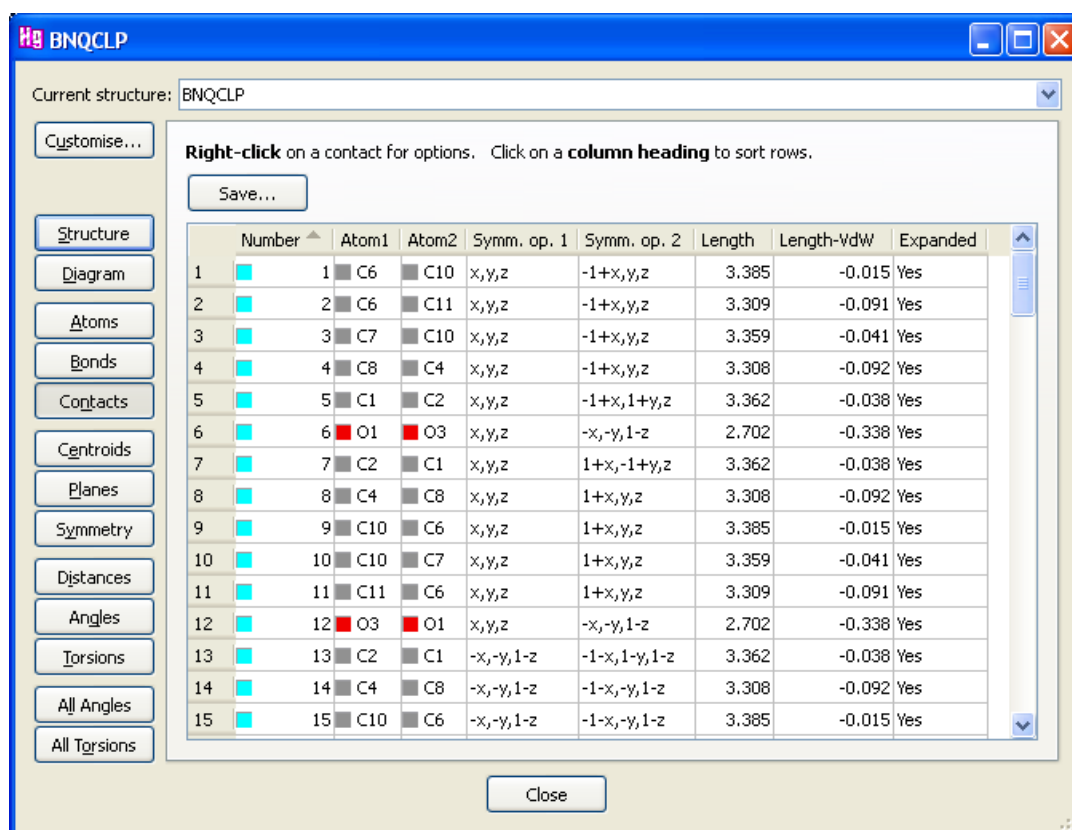 Hg BNQCLP
Current structure: BNQCLP
Customise...
Right-click on a contact for options. Click on a column heading to sort rows.
Save...
Structure
Diagram
Atoms
Bonds
Contacts
Centroids
Planes
Symmetry
Distances
Angles
Torsions
All Angles
All Torsions
Number Atom1 Atom2 Symm. op. 1 Symm. op. 2 Length Length-VdW Expanded
1 1 C6 C10 x,y,z -1+x,y,z 3.385 -0.015 Yes
2 2 C6 C11 x,y,z -1+x,y,z 3.309 -0.091 Yes
3 3 C7 C10 x,y,z -1+x,y,z 3.359 -0.041 Yes
4 4 C8 C4 x,y,z -1+x,y,z 3.308 -0.092 Yes
5 5 C1 C2 x,y,z -1+x,1+y,z 3.362 -0.038 Yes
6 6 O1 O3 x,y,z -x,-y,1-z 2.702 -0.338 Yes
7 7 C2 C1 x,y,z 1+x,-1+y,z 3.362 -0.038 Yes
8 8 C4 C8 x,y,z 1+x,y,z 3.308 -0.092 Yes
9 9 C10 C6 x,y,z 1+x,y,z 3.385 -0.015 Yes
10 10 C10 C7 x,y,z 1+x,y,z 3.359 -0.041 Yes
11 11 C11 C6 x,y,z 1+x,y,z 3.309 -0.091 Yes
12 12 O3 O1 x,y,z -x,-y,1-z 2.702 -0.338 Yes
13 13 C2 C1 -x,-y,1-z -1-x,1-y,1-z 3.362 -0.038 Yes
14 14 C4 C8 -x,-y,1-z -1-x,-y,1-z 3.308 -0.092 Yes
15 15 C10 C6 -x,-y,1-z -1-x,-y,1-z 3.385 -0.015 Yes
Close